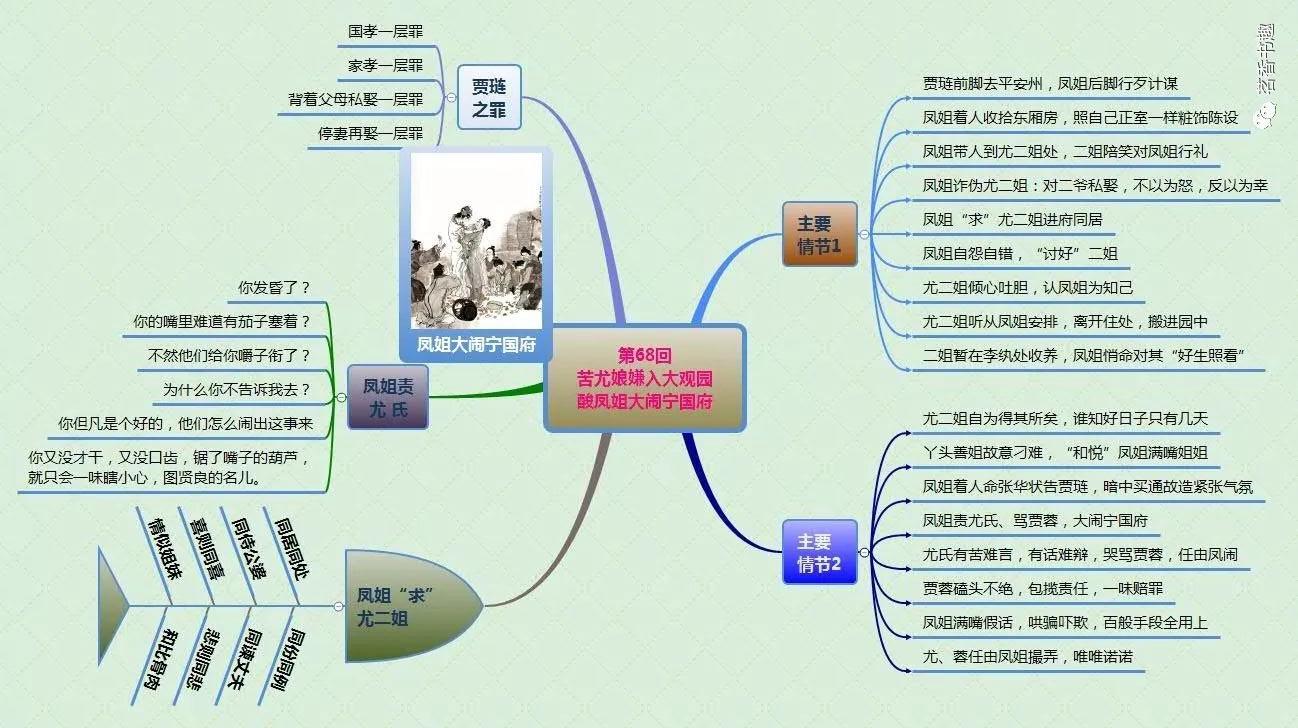 第68回
苦尤娘嫌入大观园
酸凤姐大闹宁国府
凤姐大闹宁国府
贾琏
之罪
国孝一层罪
家孝一层罪
背着父母私娶一层罪
停妻再娶一层罪
凤姐责
尤 氏
你发昏了？
你的嘴里难道有茄子塞着？
不然他们给你嚼子衔了？
为什么你不告诉我去？
你但凡是个好的，他们怎么闹出这事来
你又没才干，又没口齿，锯了嘴子的葫芦，
就只会一味瞎小心，图贤良的名儿。
凤姐“求”
尤二姐
同居同处
同侍公婆
喜则同喜
情似姐妹
同份同例
同谏丈夫
悲则同悲
和比骨肉
主要
情节1
贾琏前脚去平安州，凤姐后脚行歹计谋
凤姐着人收拾东厢房，照自己正室一样粧饰陈设
凤姐带人到尤二姐处，二姐陪笑对凤姐行礼
凤姐诈伪尤二姐：对二爷私娶，不以为怒，反以为幸
凤姐“求”尤二姐进府同居
凤姐自怨自错，“讨好”二姐
尤二姐倾心吐胆，认凤姐为知己
尤二姐听从凤姐安排，离开住处，搬进园中
二姐暂在李纨处收养，凤姐悄命对其“好生照看”
主要
情节2
尤二姐自为得其所矣，谁知好日子只有几天
丫头善姐故意刁难，“和悦”凤姐满嘴姐姐
凤姐着人命张华状告贾琏，暗中买通故造紧张气氛
凤姐责尤氏、骂贾蓉，大闹宁国府
尤氏有苦难言，有话难辩，哭骂贾蓉，任由凤闹
贾蓉磕头不绝，包揽责任，一味赔罪
凤姐满嘴假话，哄骗吓欺，百般手段全用上
尤、蓉任由凤姐撮弄，唯唯诺诺
茗香书趣